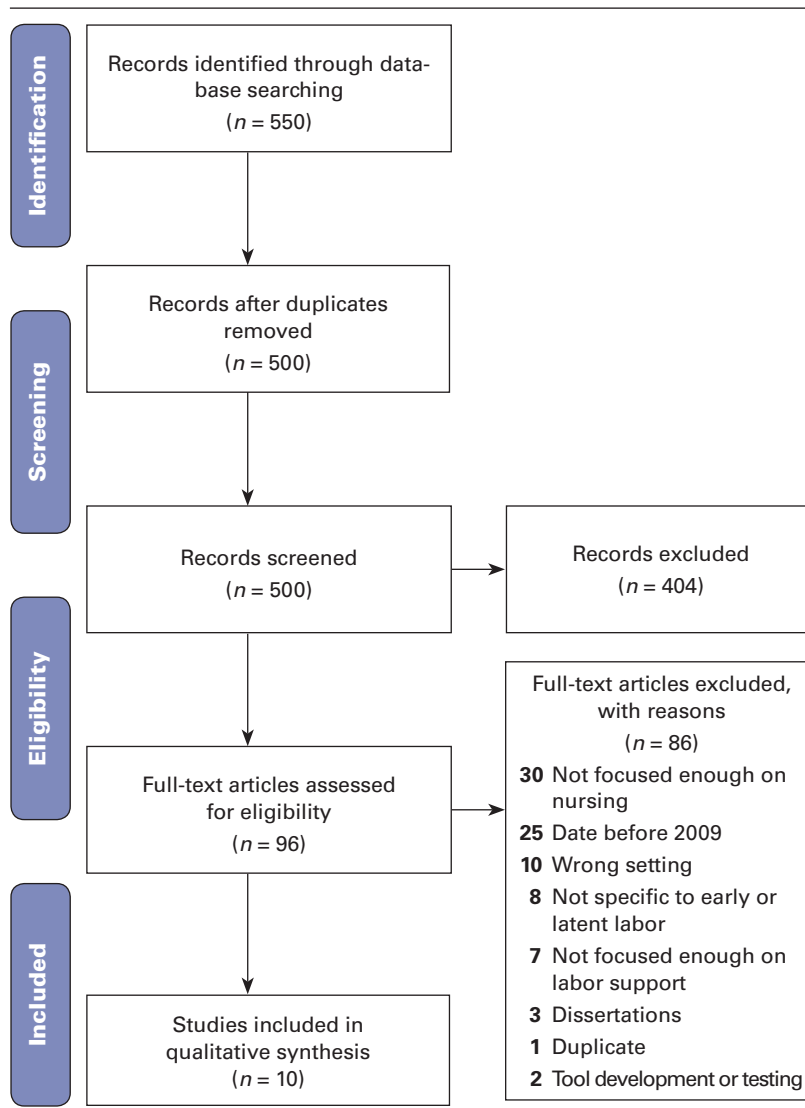 Identification
Records identified through data-
base searching
(n = 550)
Records after duplicates
removed
(n = 500)
Screening
Records screened
(n = 500)
Records excluded
(n = 404)
Eligibility
Full-text articles assessed
for eligibility
(n = 96)
Full-text articles excluded,
with reasons
(n = 86)
30 Not focused enough on
nursing
25 Date before 2009
10 Wrong setting
8 Not specific to early or
latent labor
7 Not focused enough on
labor support
3 Dissertations
1 Duplicate
2 Tool development or testing
Included
Studies included in
qualitative synthesis
(n = 10)